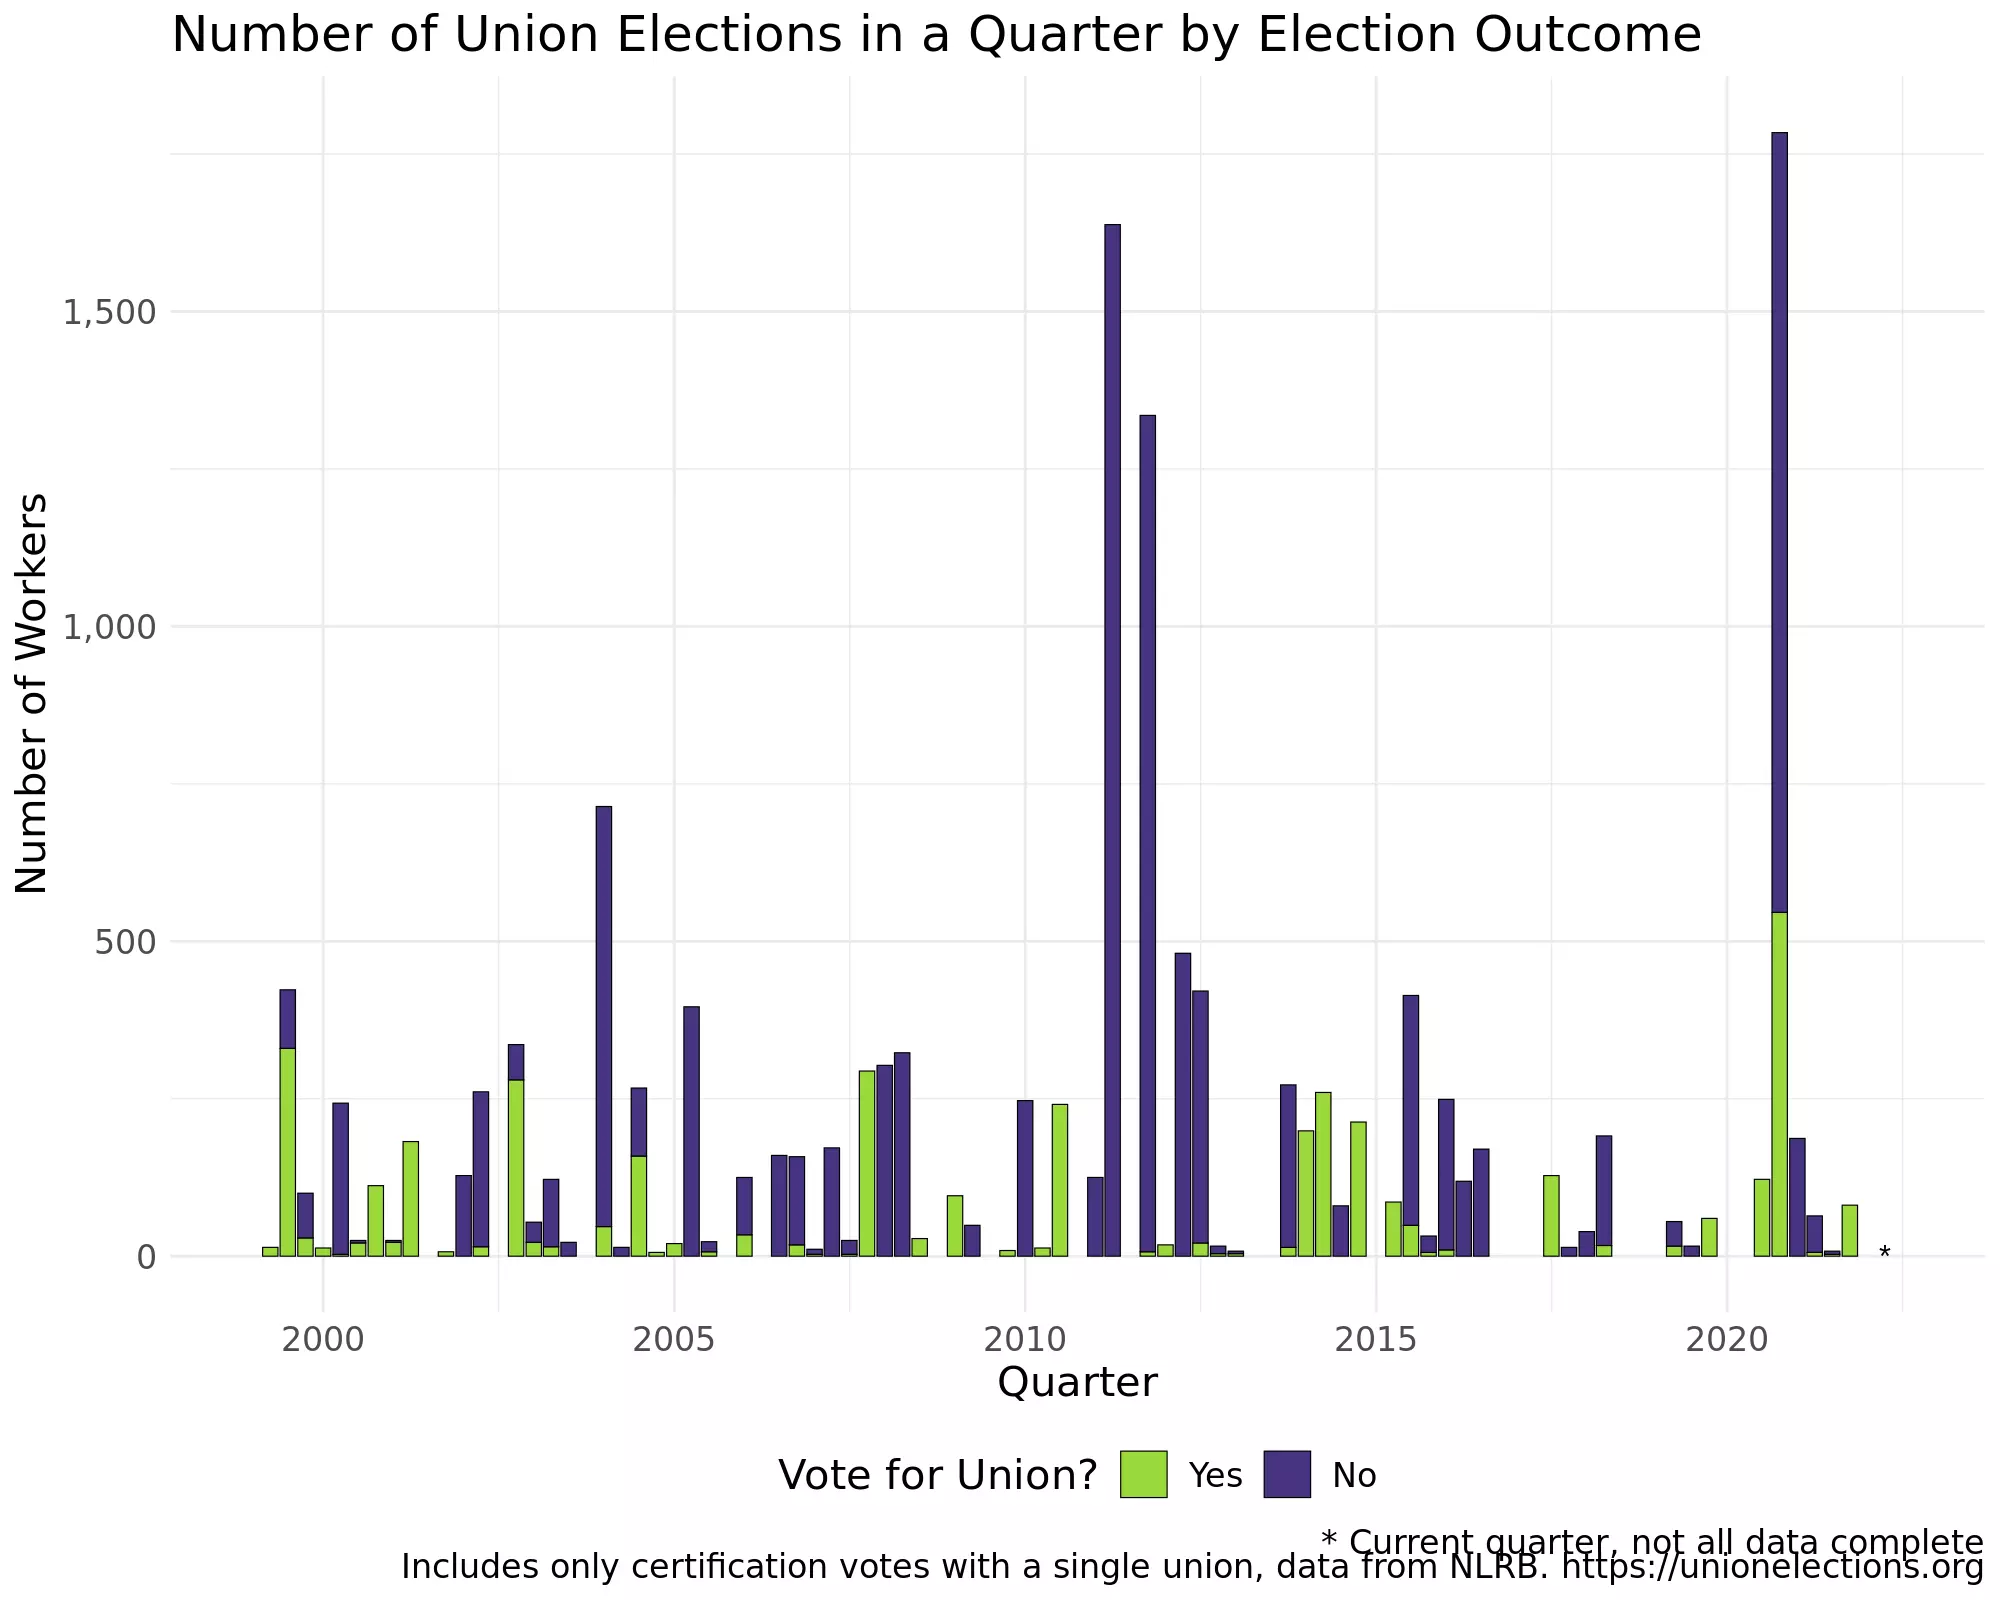 Number of Union Elections in a Quarter by Election Outcome
Number of Workers
1,500
1,000
500
0
*
2000 2005 2010 2015 2020
Quarter
Vote for Union? Yes No
* Current quarter, not all data complete
Includes only certification votes with a single union, data from NLRB. https://unionelections.org